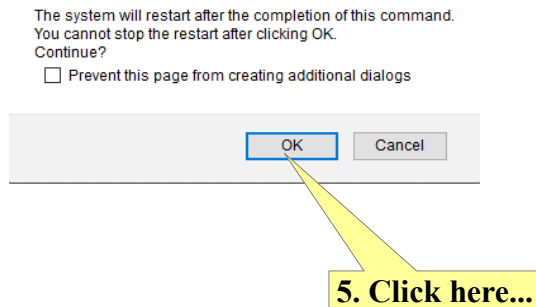 The system will restart after the completion of this command.
You cannot stop the restart after clicking OK.
Continue?
Prevent this page from creating additional dialogs
OK Cancel
5. Click here...